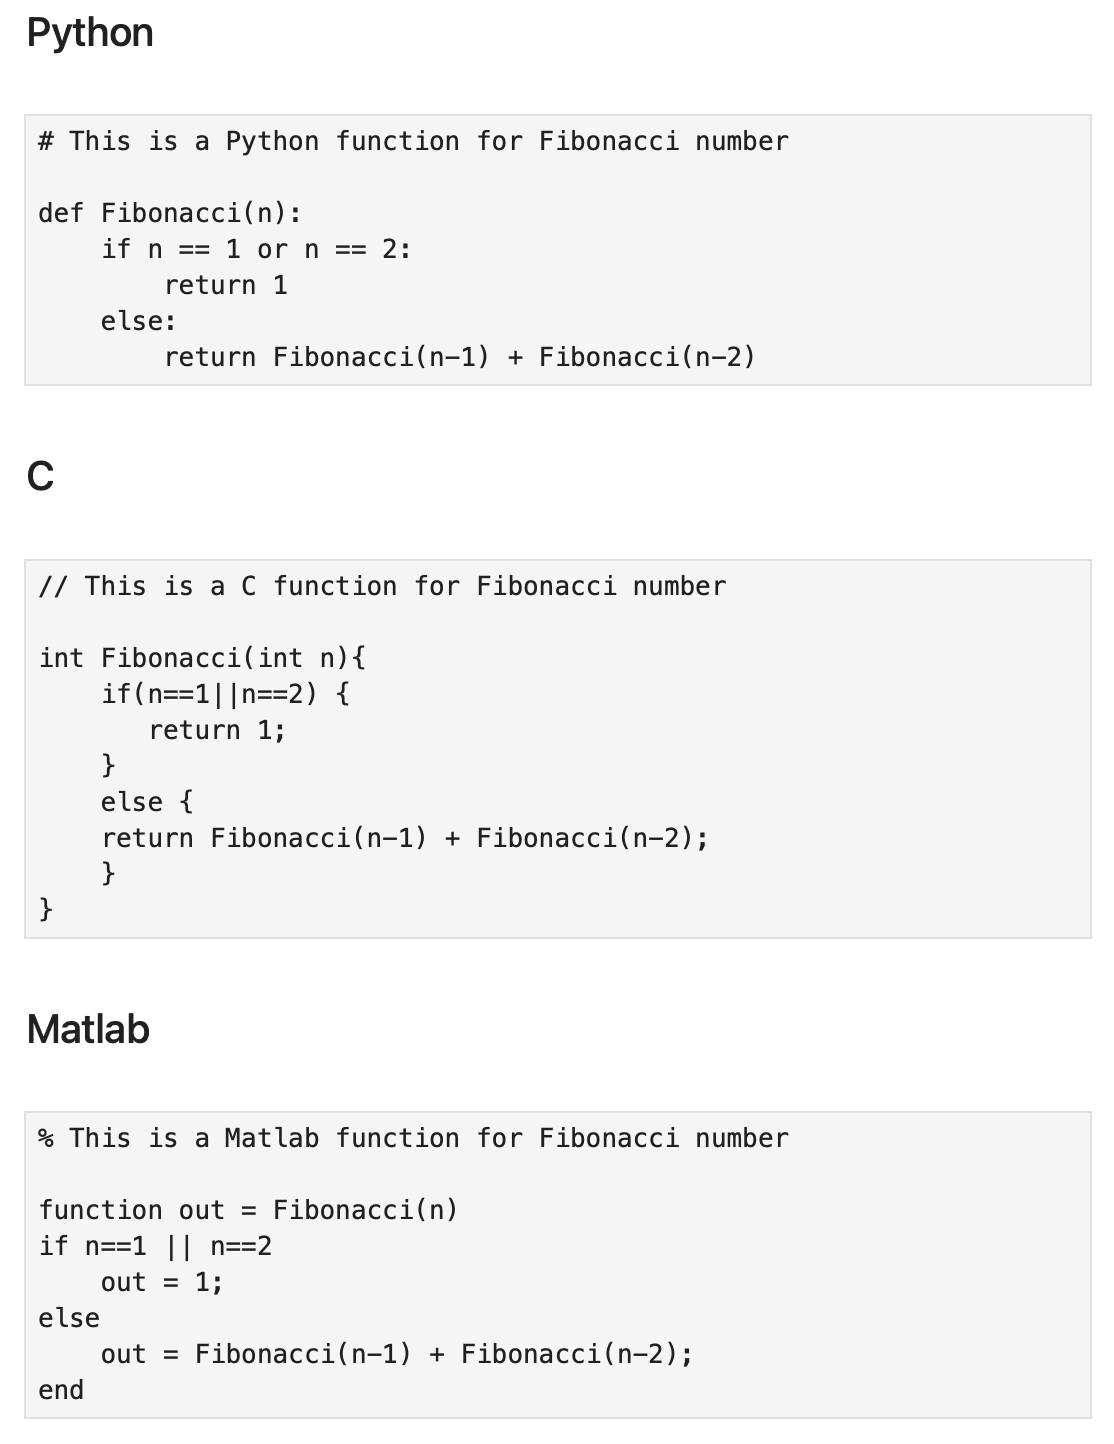 Python
# This is a Python function for Fibonacci number
def Fibonacci(n):
    if n == 1 or n == 2:
        return 1
    else:
        return Fibonacci(n-1) + Fibonacci(n-2)
C
// This is a C function for Fibonacci number
int Fibonacci(int n){
    if(n==1||n==2) {
       return 1;
    }
    else {
    return Fibonacci(n-1) + Fibonacci(n-2);
    }
}
Matlab
% This is a Matlab function for Fibonacci number
function out = Fibonacci(n)
if n==1 || n==2
    out = 1;
else
    out = Fibonacci(n-1) + Fibonacci(n-2);
end